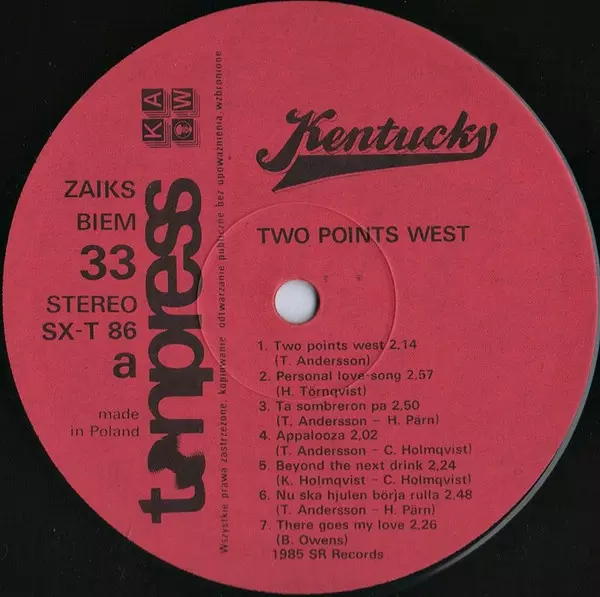 KAW
Kentucky
ZAIKS
BIEM
33
STEREO
SX-T 86
a
made
in Poland
tonpress
Wszystkie prawa zastrzeżone, kopiowanie, odtwarzanie publiczne bez upoważnienia, wzbronione
TWO POINTS WEST
1. Two points west 2,14
(T. Andersson)
2. Personal love-song 2,57
(H. Törnqvist)
3. Ta sombreron pa 2,50
(T. Andersson - H. Pärn)
4. Appalooza 2,02
(T. Andersson - C. Holmqvist)
5. Beyond the next drink 2,24
(K. Holmqvist - C. Holmqvist)
6. Nu ska hjulen börja rulla 2,48
(T. Andersson - H. Pärn)
7. There goes my love 2,26
(B. Owens)
1985 SR Records